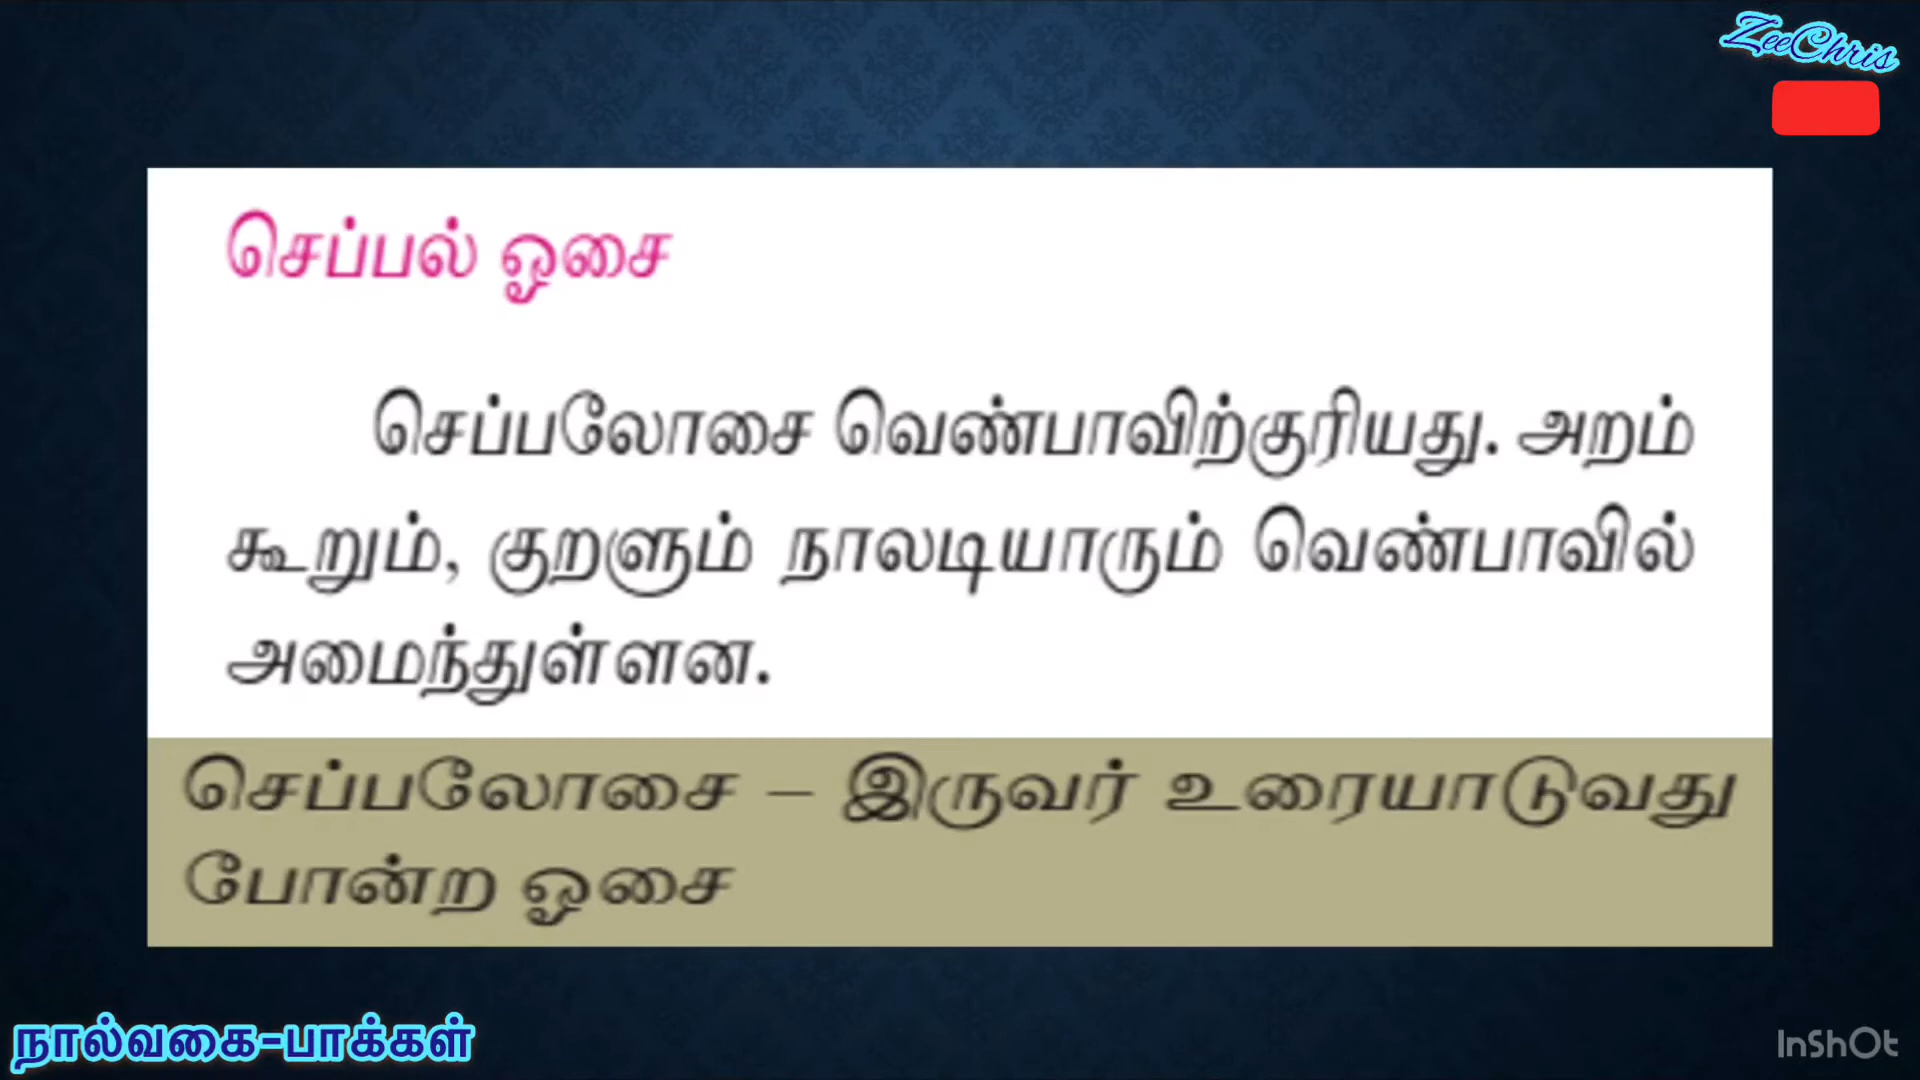 ZeeChris
செப்பல் ஓசை
செப்பலோசை வெண்பாவிற்குரியது. அறம்
கூறும், குறளும் நாலடியாரும் வெண்பாவில்
அமைந்துள்ளன.
செப்பலோசை – இருவர் உரையாடுவது
போன்ற ஓசை
நால்வகை-பாக்கள்
InShOt